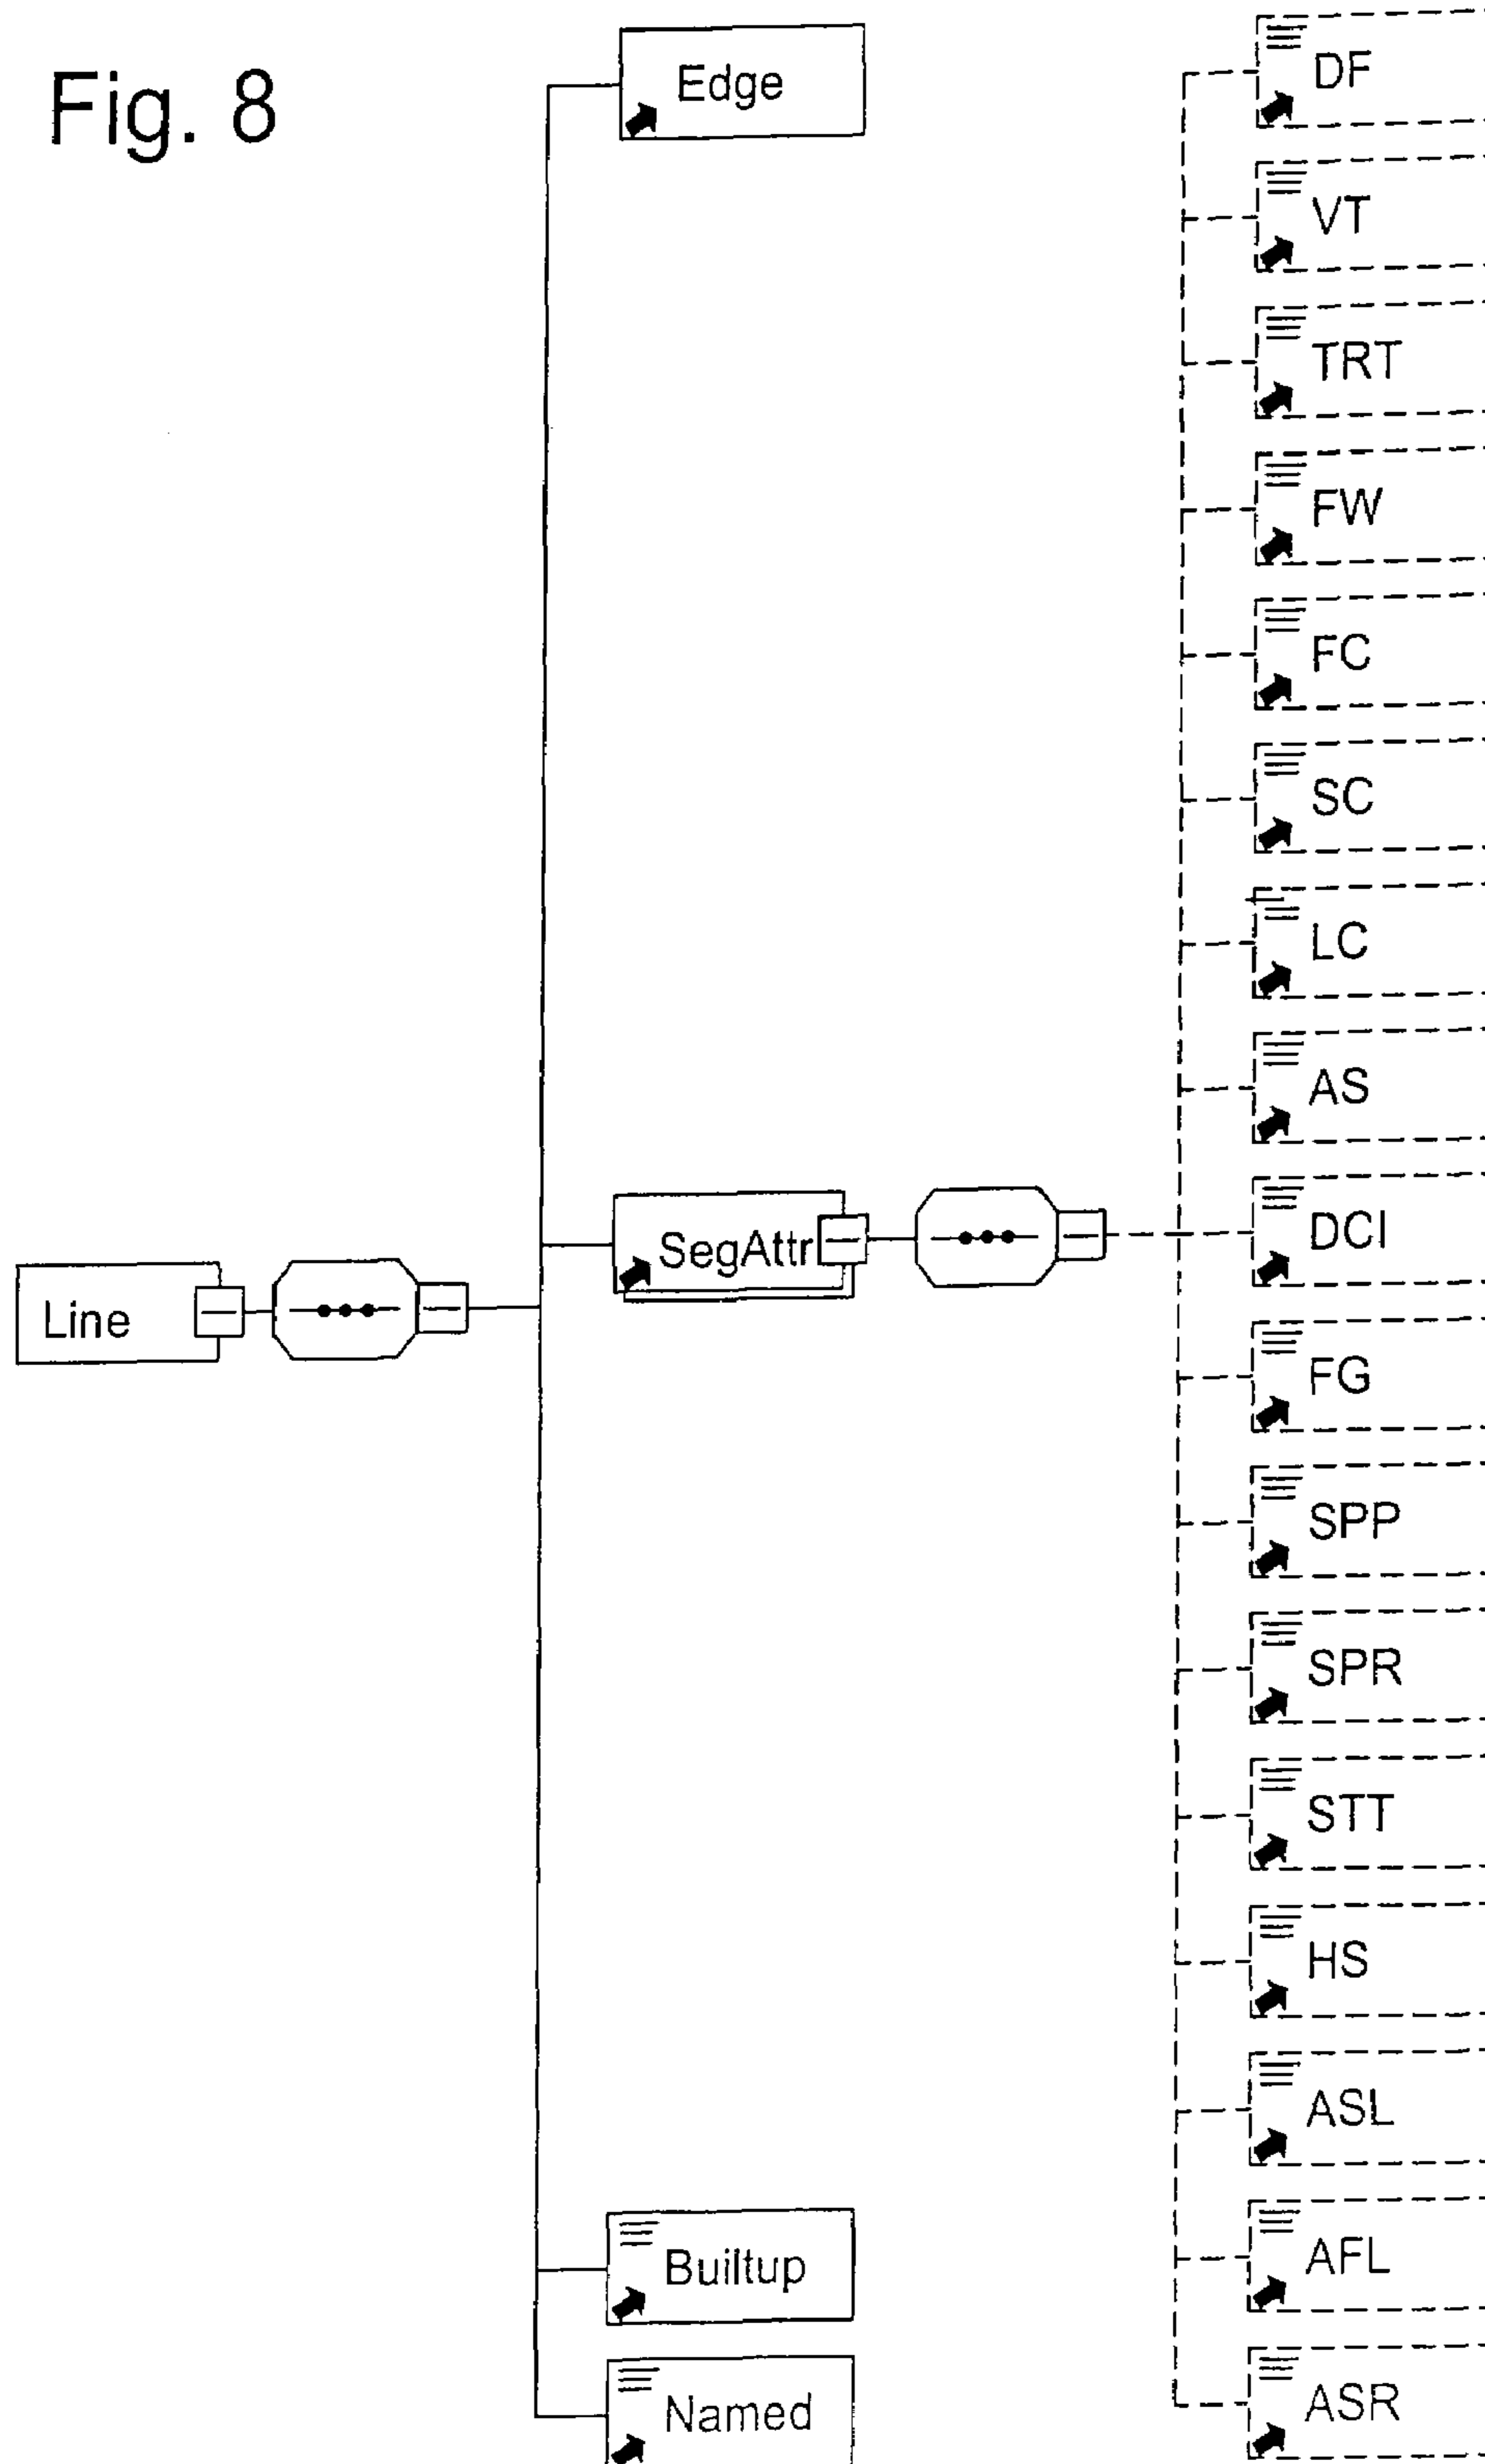 Fig. 8
Line
Edge
SegAttr
Builtup
Named
DF
VT
TRT
FW
FC
SC
LC
AS
DCI
FG
SPP
SPR
STT
HS
ASL
AFL
ASR